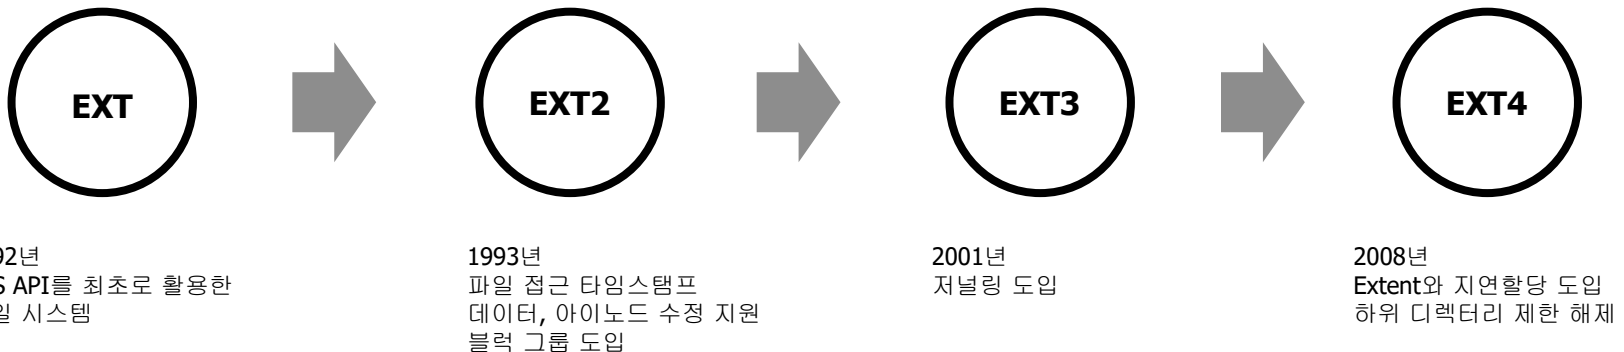 EXT
EXT2
EXT3
EXT4
92년
API를 최초로 활용한
시스템
1993년
파일 접근 타임스탬프
데이터, 아이노드 수정 지원
블럭 그룹 도입
2001년
저널링 도입
2008년
Extent와 지연할당 도입
하위 디렉터리 제한 해제